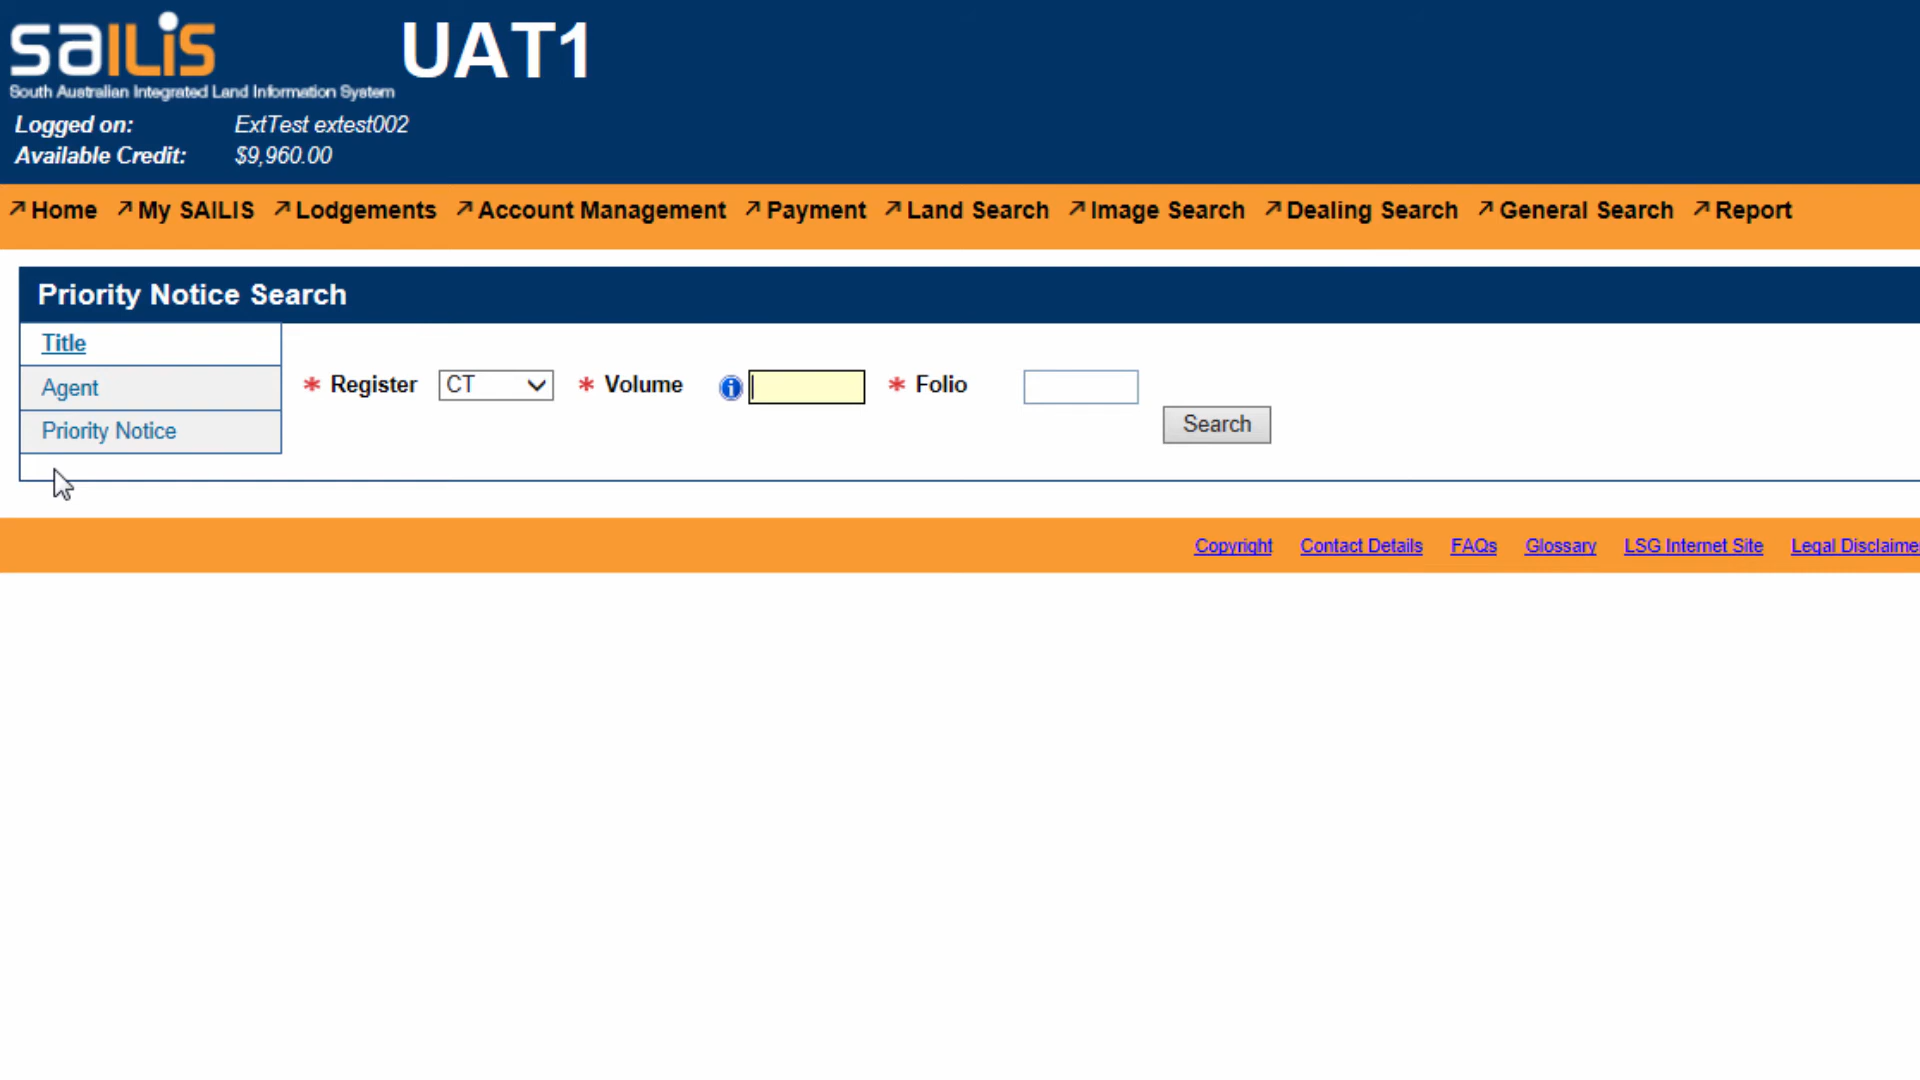 saILIS UAT1
South Australian Integrated Land Information System
Logged on: ExtTest extest002
Available Credit: $9,960.00
Home My SAILIS Lodgements Account Management Payment Land Search Image Search Dealing Search General Search Report
Priority Notice Search
Title
Agent
Priority Notice
* Register CT * Volume * Folio
Search
Copyright Contact Details FAQs Glossary LSG Internet Site Legal Disclaime